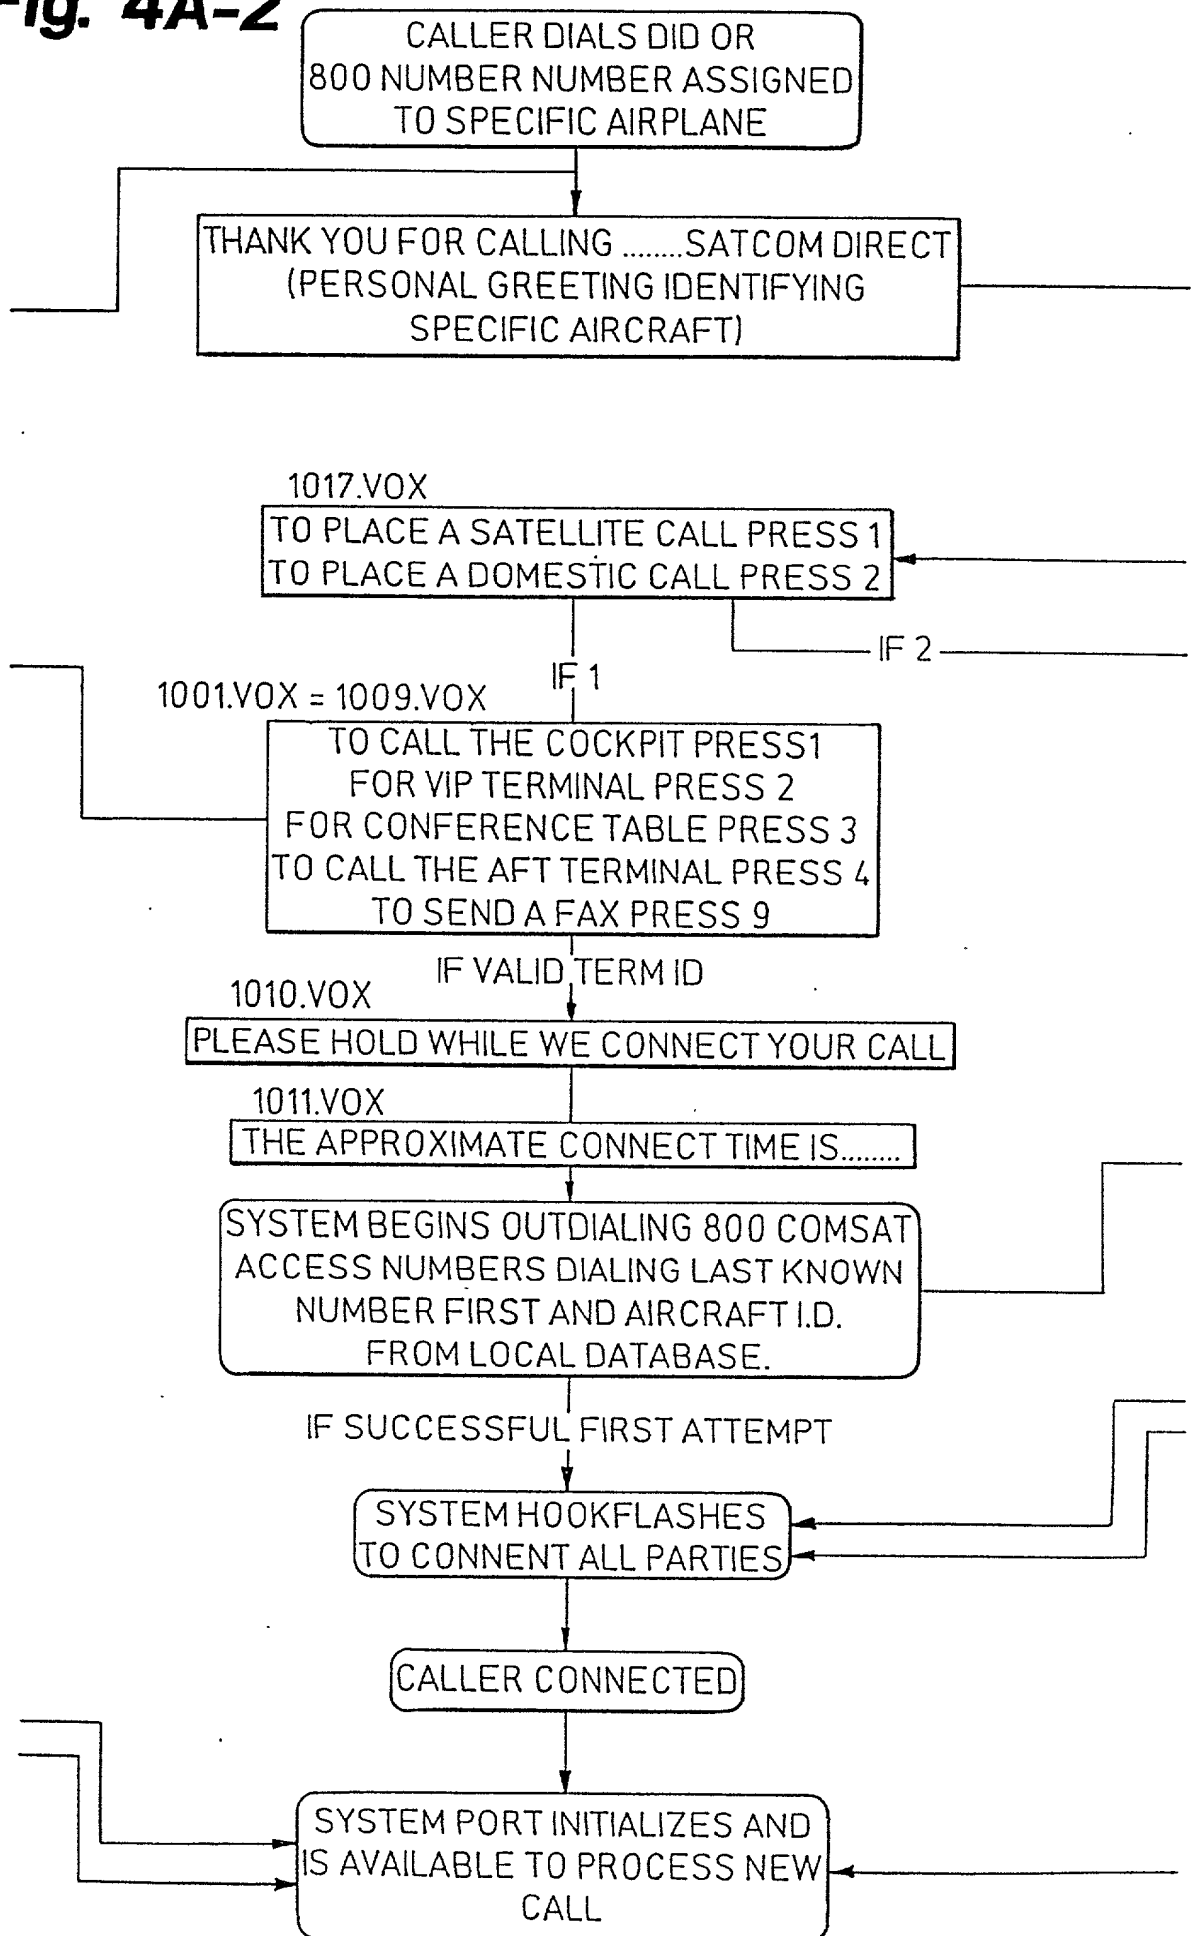 Fig. 4A-2
CALLER DIALS DID OR
800 NUMBER NUMBER ASSIGNED
TO SPECIFIC AIRPLANE
THANK YOU FOR CALLING ........SATCOM DIRECT
(PERSONAL GREETING IDENTIFYING
SPECIFIC AIRCRAFT)
1017.VOX
TO PLACE A SATELLITE CALL PRESS 1
TO PLACE A DOMESTIC CALL PRESS 2
IF 2
IF 1
1001.VOX = 1009.VOX
TO CALL THE COCKPIT PRESS1
FOR VIP TERMINAL PRESS 2
FOR CONFERENCE TABLE PRESS 3
TO CALL THE AFT TERMINAL PRESS 4
TO SEND A FAX PRESS 9
IF VALID TERM ID
1010.VOX
PLEASE HOLD WHILE WE CONNECT YOUR CALL
1011.VOX
THE APPROXIMATE CONNECT TIME IS........
SYSTEM BEGINS OUTDIALING 800 COMSAT
ACCESS NUMBERS DIALING LAST KNOWN
NUMBER FIRST AND AIRCRAFT I.D.
FROM LOCAL DATABASE.
IF SUCCESSFUL FIRST ATTEMPT
SYSTEM HOOKFLASHES
TO CONNENT ALL PARTIES
CALLER CONNECTED
SYSTEM PORT INITIALIZES AND
IS AVAILABLE TO PROCESS NEW
CALL